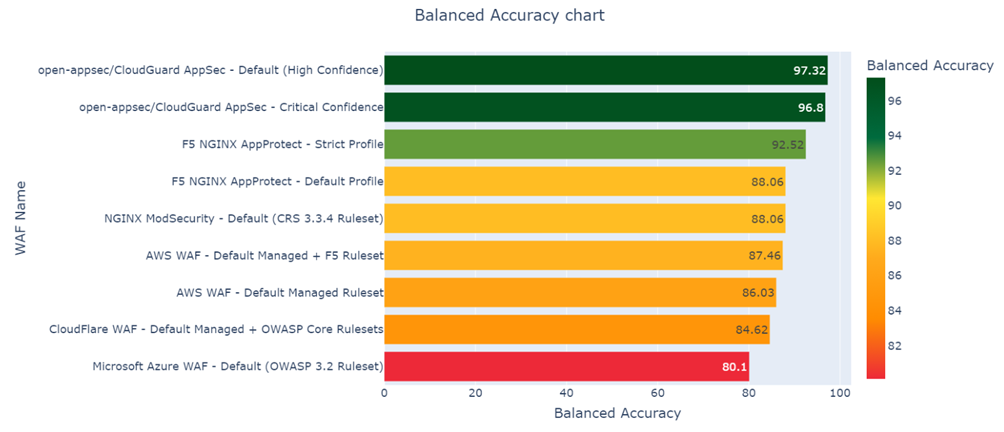 Balanced Accuracy chart
open-appsec/CloudGuard AppSec - Default (High Confidence) 97.32
open-appsec/CloudGuard AppSec - Critical Confidence 96.8
F5 NGINX AppProtect - Strict Profile 92.52
F5 NGINX AppProtect - Default Profile 88.06
NGINX ModSecurity - Default (CRS 3.3.4 Ruleset) 88.06
AWS WAF - Default Managed + F5 Ruleset 87.46
AWS WAF - Default Managed Ruleset 86.03
CloudFlare WAF - Default Managed + OWASP Core Rulesets 84.62
Microsoft Azure WAF - Default (OWASP 3.2 Ruleset) 80.1
0 20 40 60 80 100
Balanced Accuracy
WAF Name
Balanced Accuracy
96
94
92
90
88
86
84
82